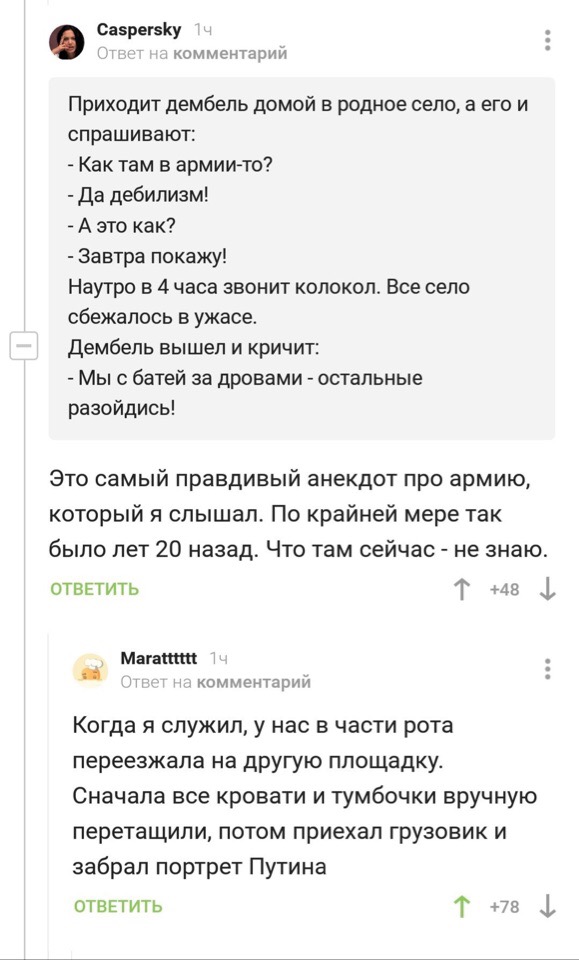 Caspersky 1ч
Ответ на комментарий
Приходит дембель домой в родное село, а его и
спрашивают:
- Как там в армии-то?
- Да дебилизм!
- А это как?
- Завтра покажу!
Наутро в 4 часа звонит колокол. Все село
сбежалось в ужасе.
Дембель вышел и кричит:
- Мы с батей за дровами - остальные
разойдись!
Это самый правдивый анекдот про армию,
который я слышал. По крайней мере так
было лет 20 назад. Что там сейчас - не знаю.
ОТВЕТИТЬ +48
Maratttttt 1ч
Ответ на комментарий
Когда я служил, у нас в части рота
переезжала на другую площадку.
Сначала все кровати и тумбочки вручную
перетащили, потом приехал грузовик и
забрал портрет Путина
ОТВЕТИТЬ +78